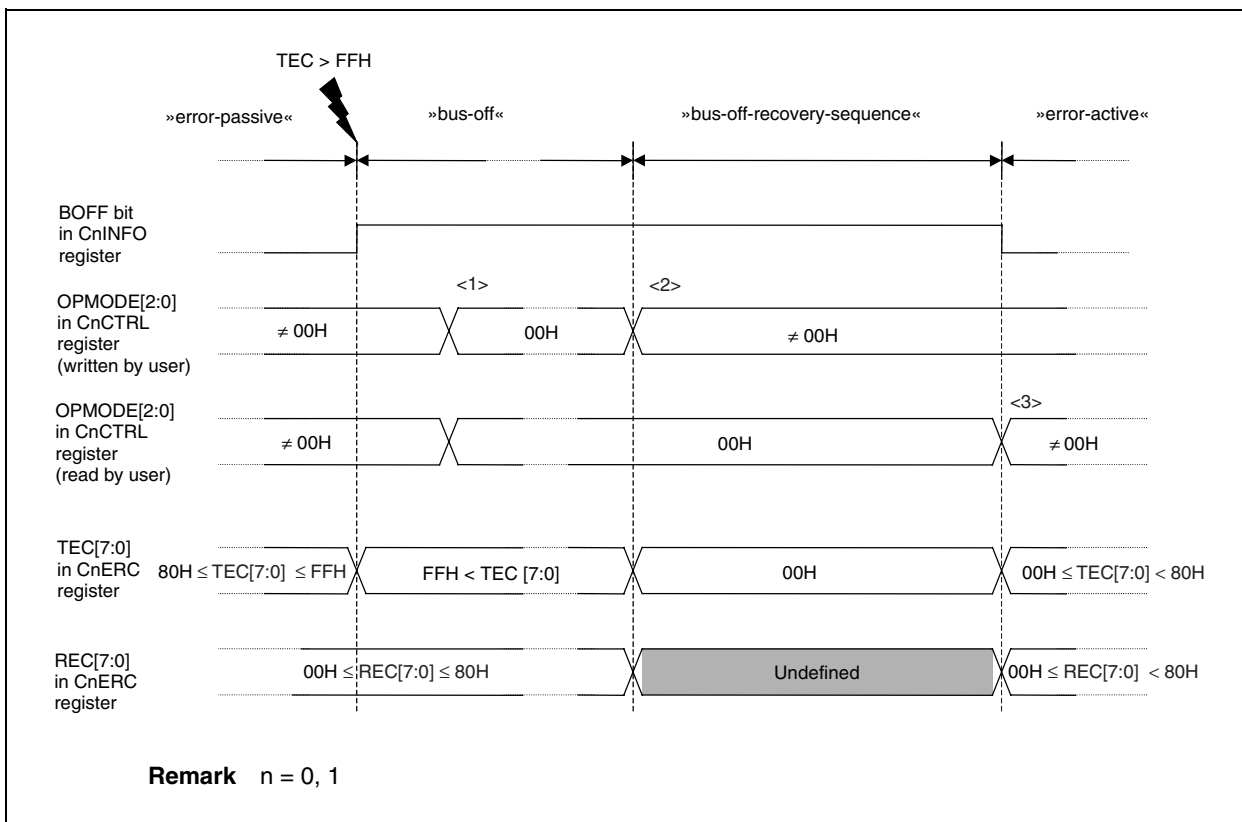 TEC > FFH
»error-passive«
»bus-off«
»bus-off-recovery-sequence«
»error-active«
BOFF bit
in CnINFO
register
<1>
<2>
OPMODE[2:0]
in CnCTRL
register
(written by user)
≠ 00H
00H
≠ 00H
<3>
OPMODE[2:0]
in CnCTRL
register
(read by user)
≠ 00H
00H
≠ 00H
TEC[7:0]
in CnERC
register
80H ≤ TEC[7:0] ≤ FFH
FFH < TEC [7:0]
00H
00H ≤ TEC[7:0] < 80H
REC[7:0]
in CnERC
register
00H ≤ REC[7:0] ≤ 80H
Undefined
00H ≤ REC[7:0] < 80H
Remark n = 0, 1